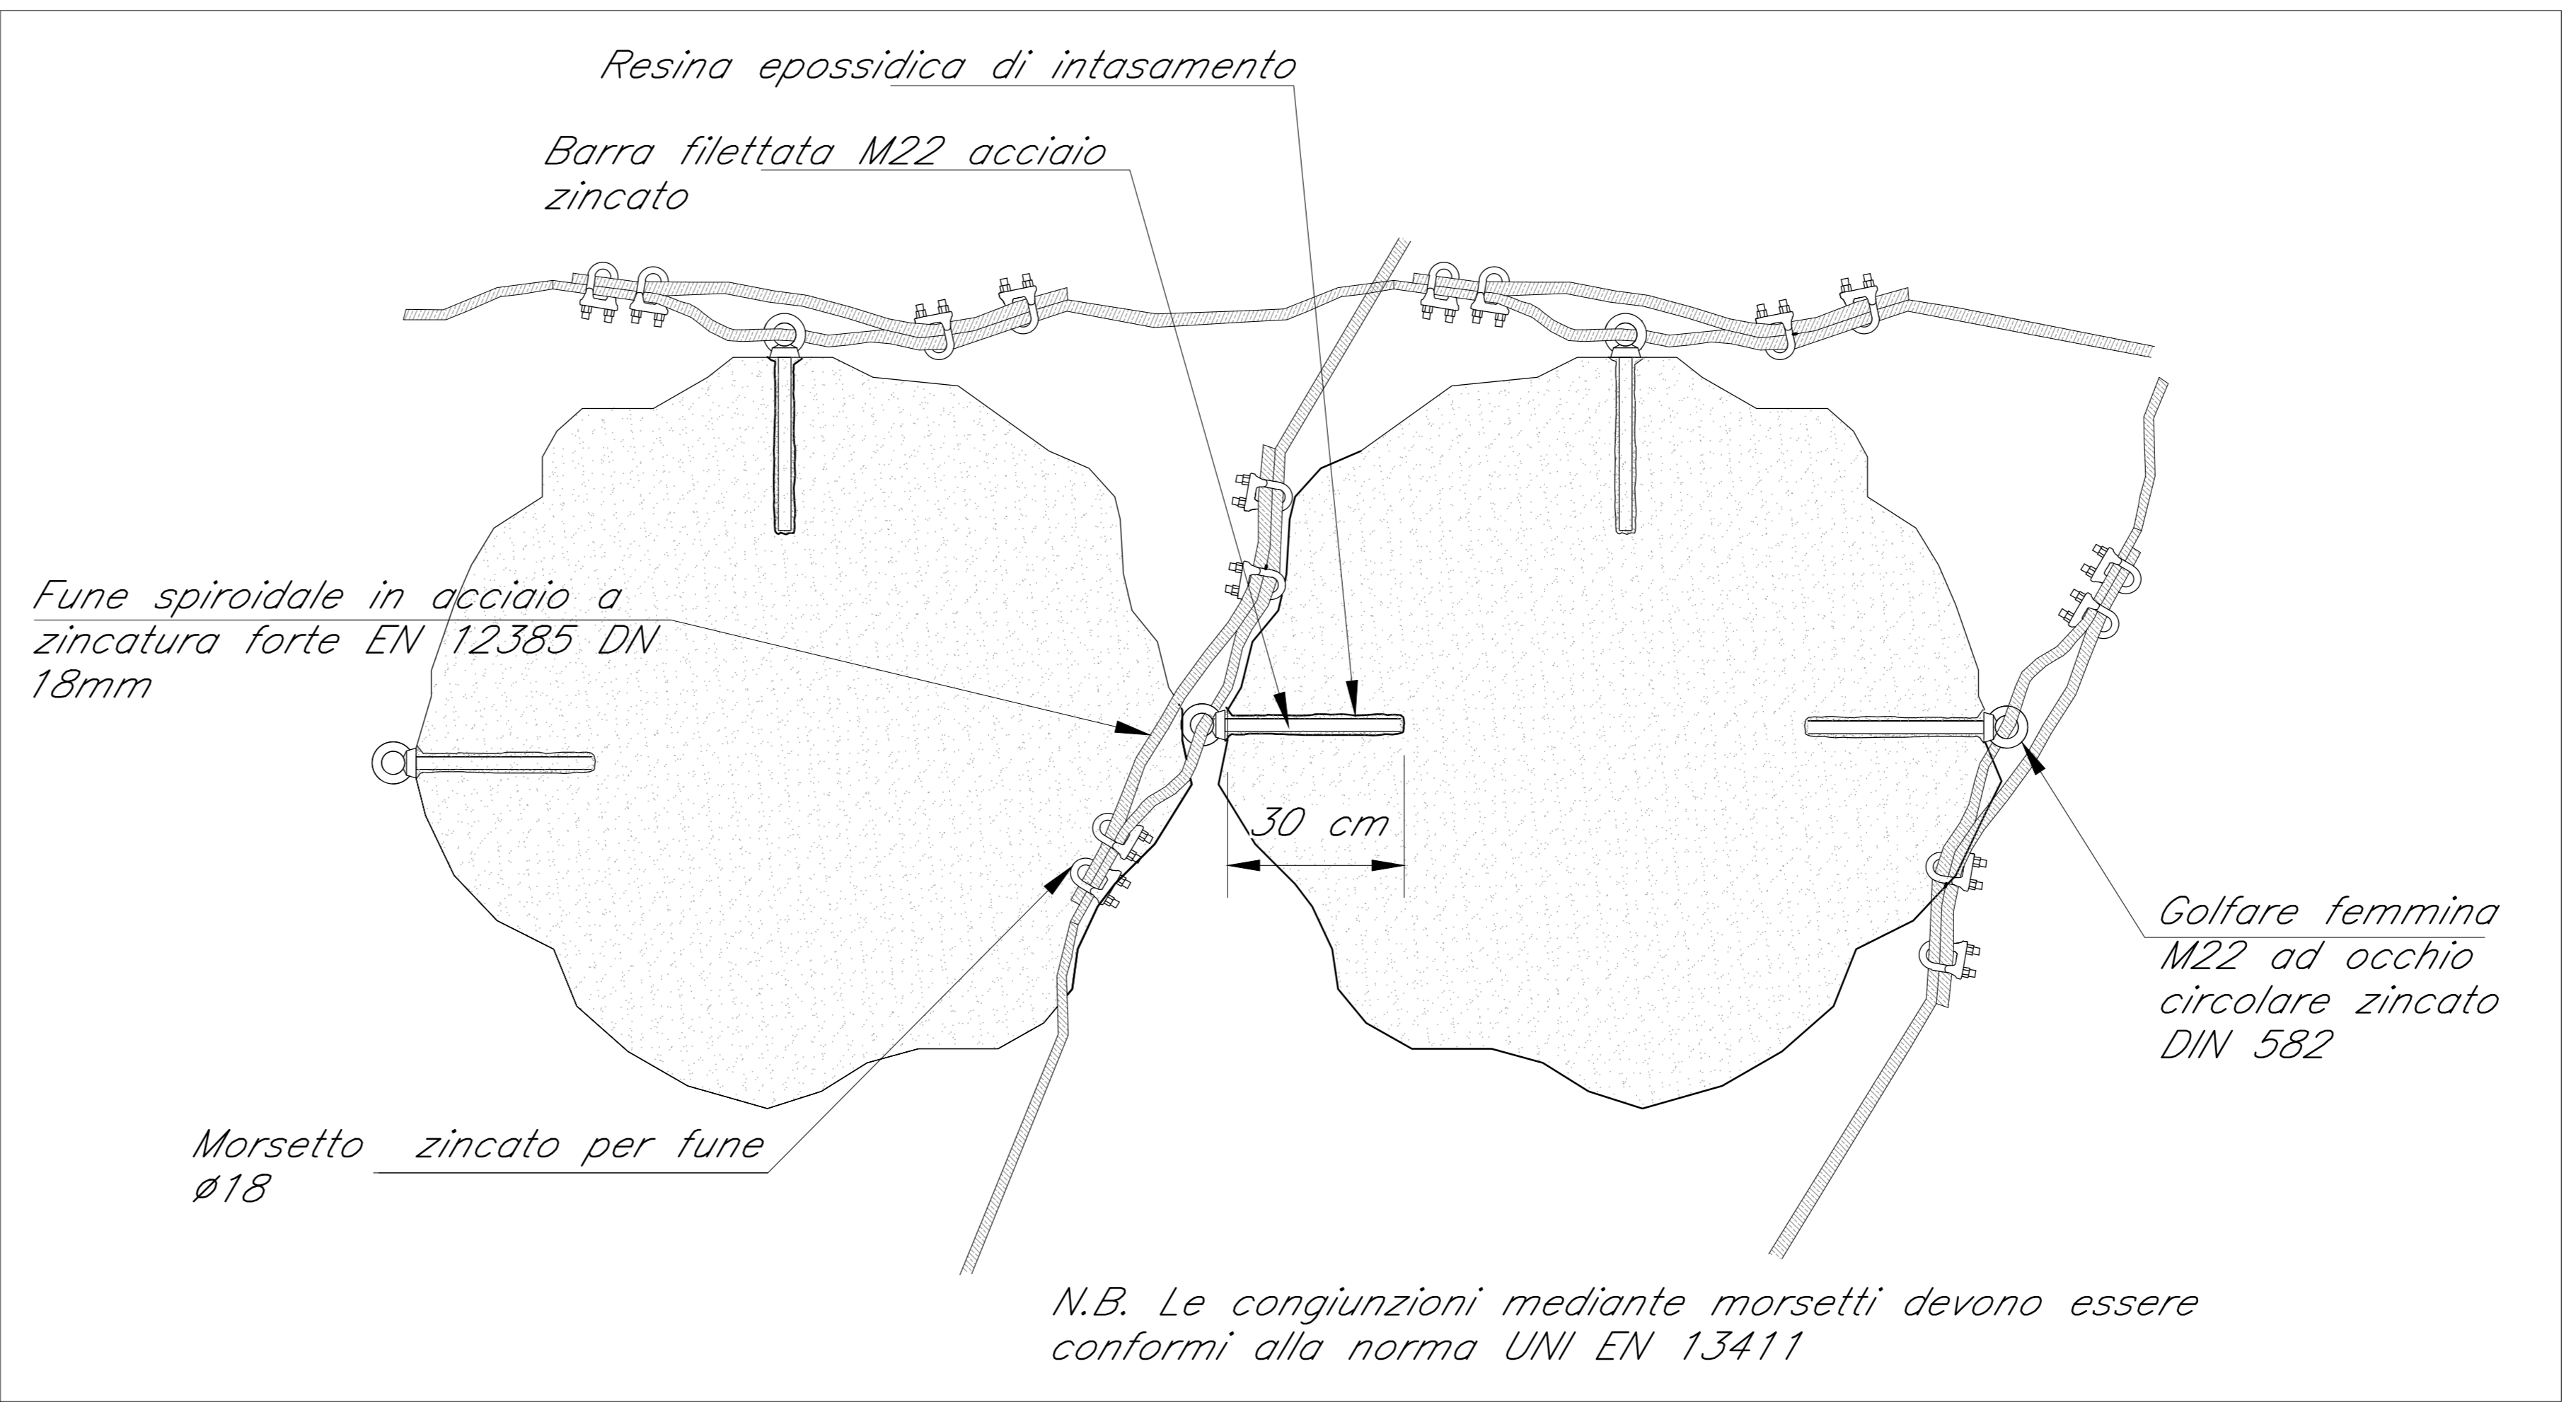 Resina epossidica di intasamento
Barra filettata M22 acciaio
zincato
Fune spiroidale in acciaio a
zincatura forte EN 12385 DN
18mm
30 cm
Golfare femmina
M22 ad occhio
circolare zincato
DIN 582
Morsetto zincato per fune
ø18
N.B. Le congiunzioni mediante morsetti devono essere
conformi alla norma UNI EN 13411